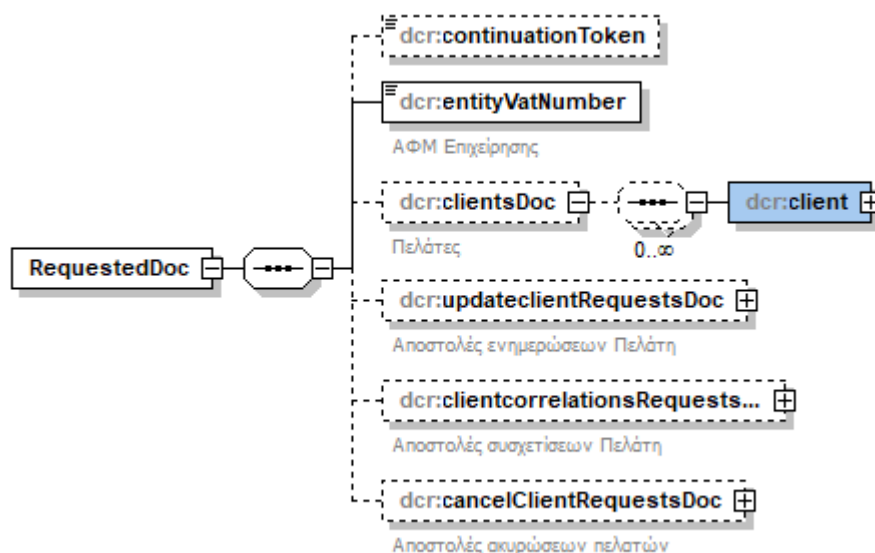 dcr:continuationToken
dcr:entityVatNumber
ΑΦΜ Επιχείρησης
dcr:clientsDoc
dcr:client
Πελάτες
0..∞
RequestedDoc
dcr:updateclientRequestsDoc
Αποστολές ενημερώσεων Πελάτη
dcr:clientcorrelationsRequests...
Αποστολές συσχετίσεων Πελάτη
dcr:cancelClientRequestsDoc
Αποστολές ακυρώσεων πελατών